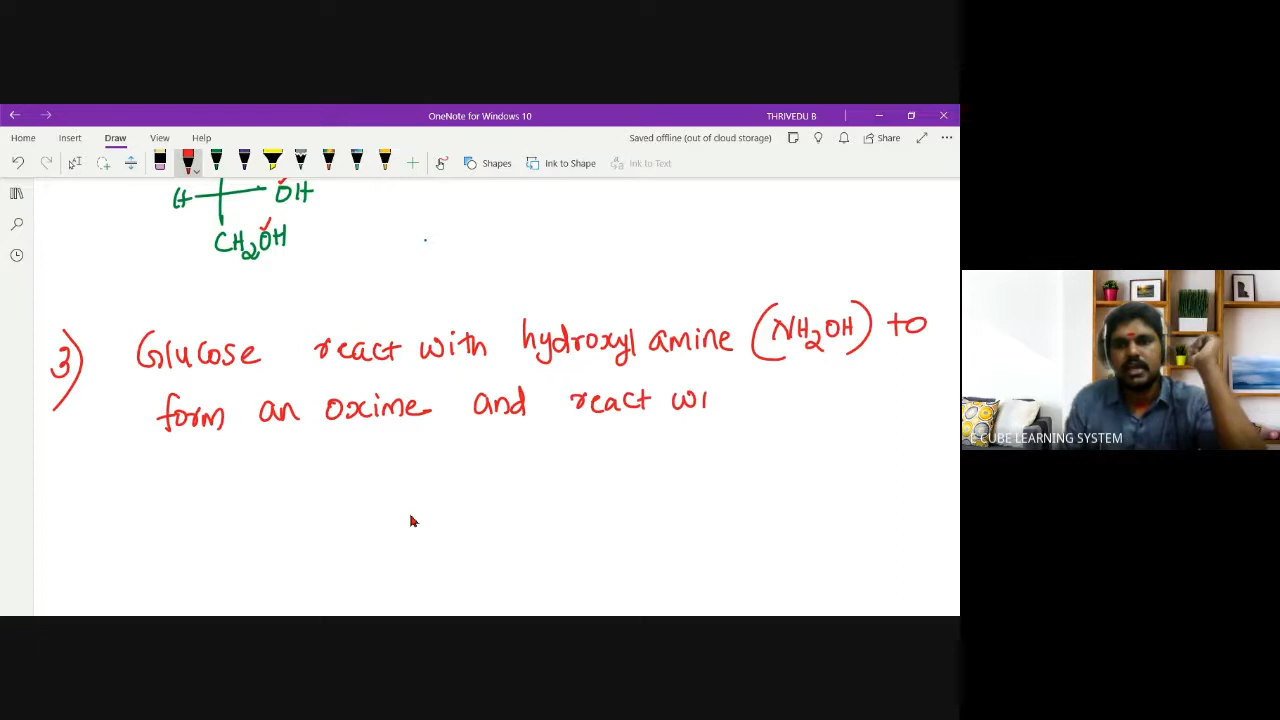 OneNote for Windows 10
THRIVEDU B
Home Insert Draw View Help
Saved offline (out of cloud storage)
Share
Shapes
Ink to Shape
Ink to Text
H OH
CH2OH
3) Glucose react with hydroxyl amine (NH2OH) to
form an oxime and react wi
E CUBE LEARNING SYSTEM